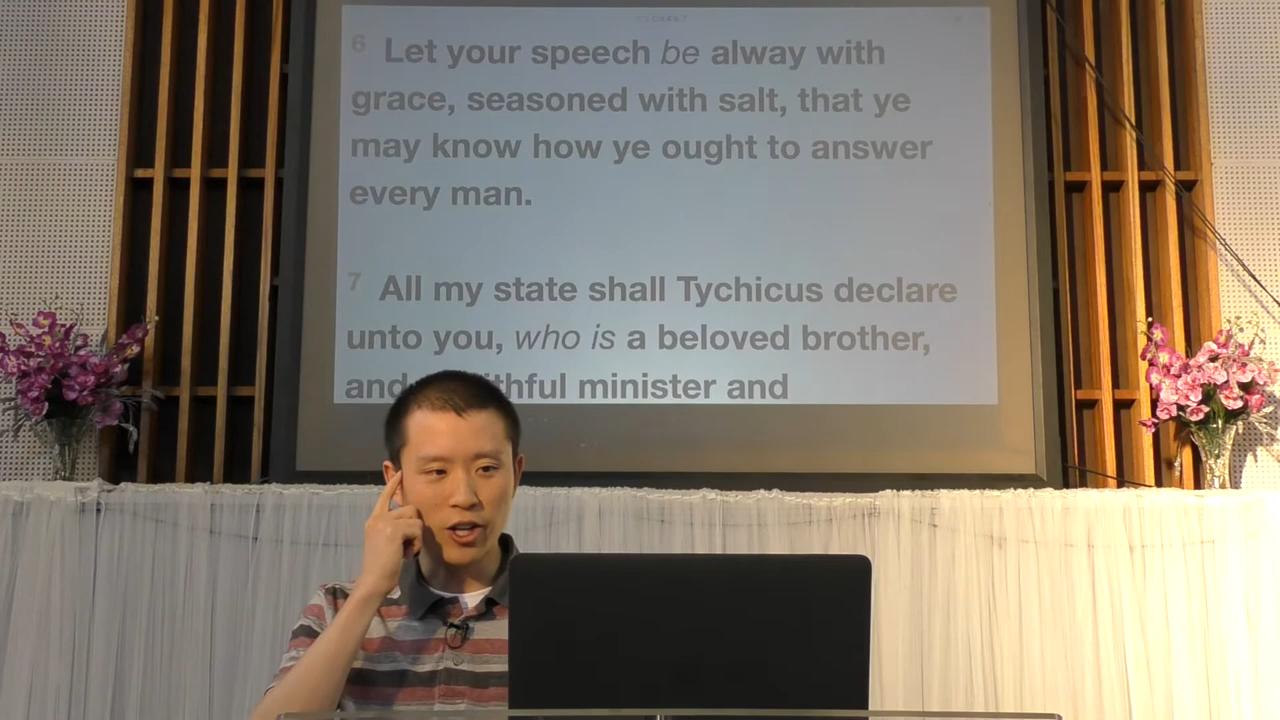 6 Let your speech be alway with
grace, seasoned with salt, that ye
may know how ye ought to answer
every man.
7 All my state shall Tychicus declare
unto you, who is a beloved brother,
and ithful minister and